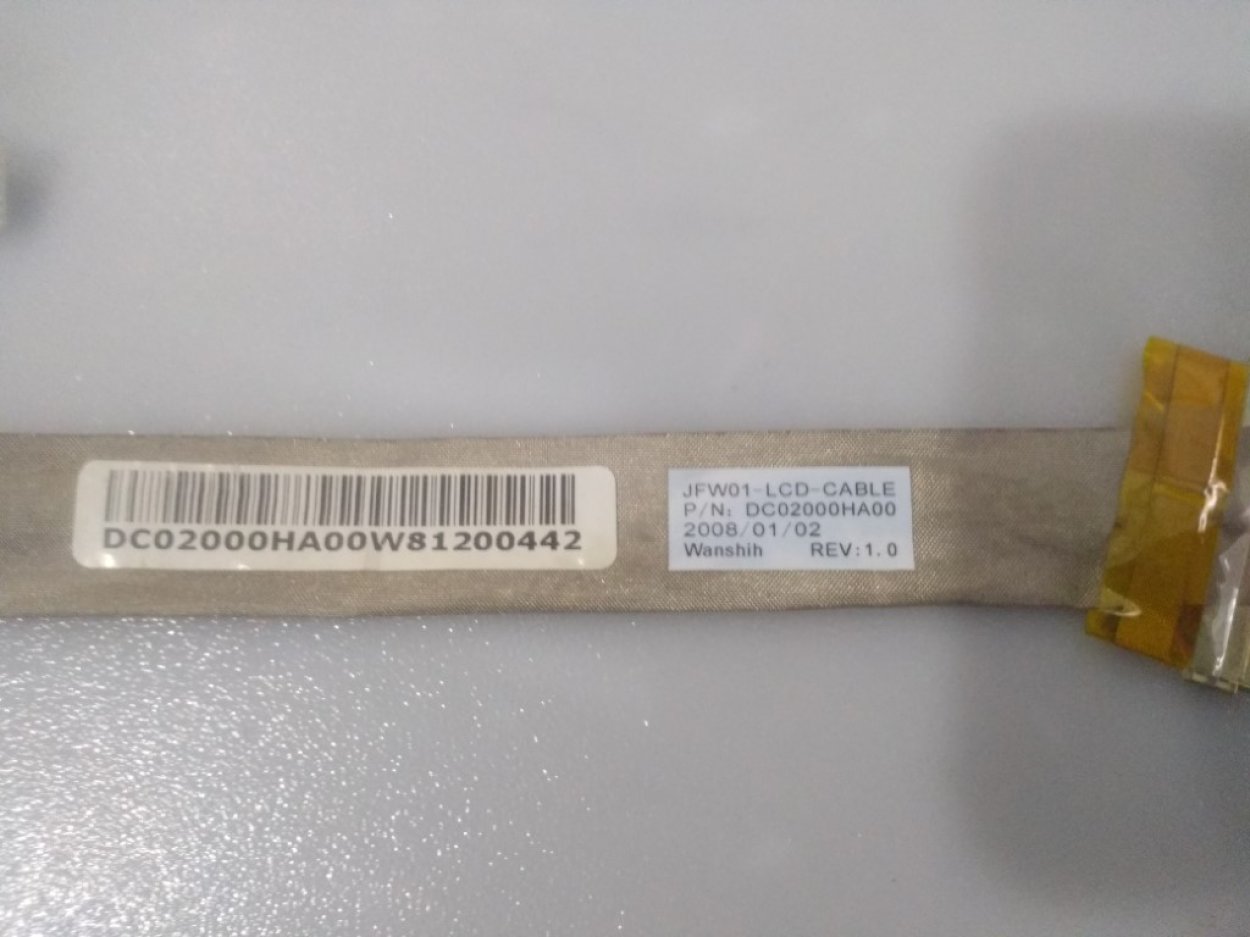 DC02000HA00W81200442
JFW01-LCD-CABLE
P/N: DC02000HA00
2008/01/02
Wanshih REV:1.0